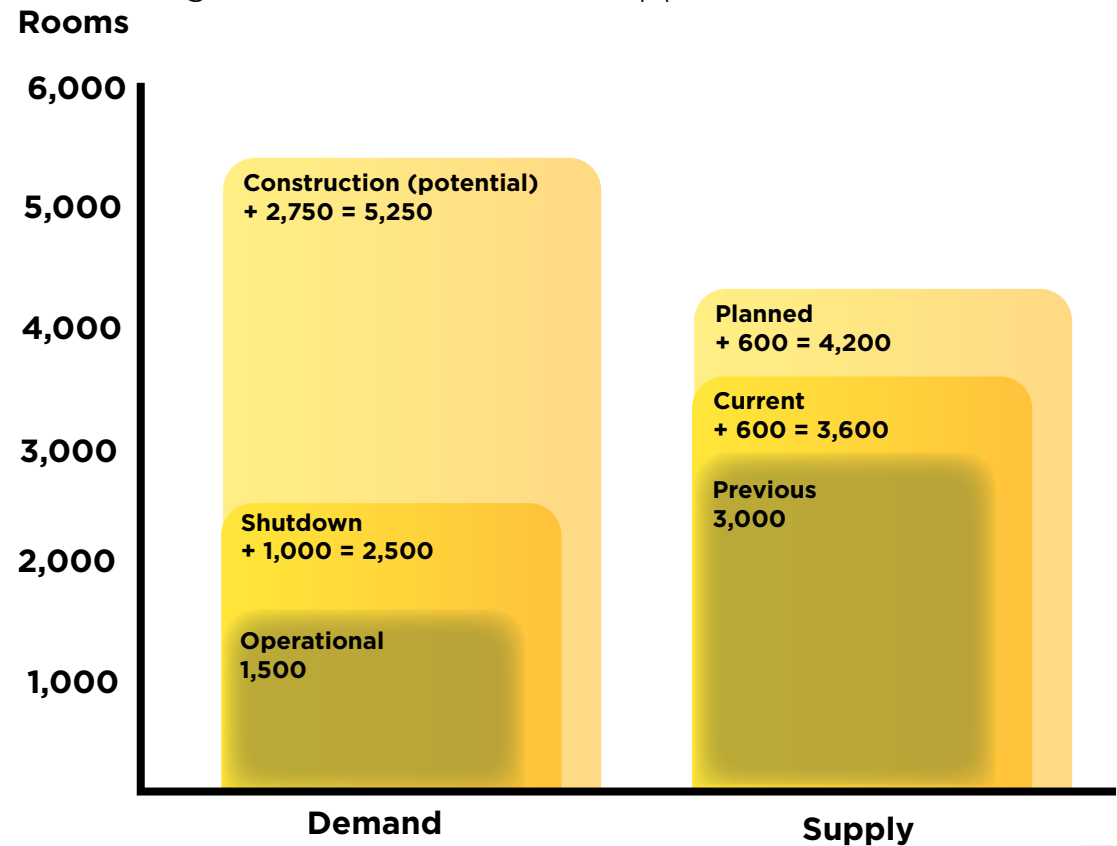 Rooms
6,000
5,000
4,000
3,000
2,000
1,000
Construction (potential)
+ 2,750 = 5,250
Shutdown
+ 1,000 = 2,500
Operational
1,500
Planned
+ 600 = 4,200
Current
+ 600 = 3,600
Previous
3,000
Demand
Supply